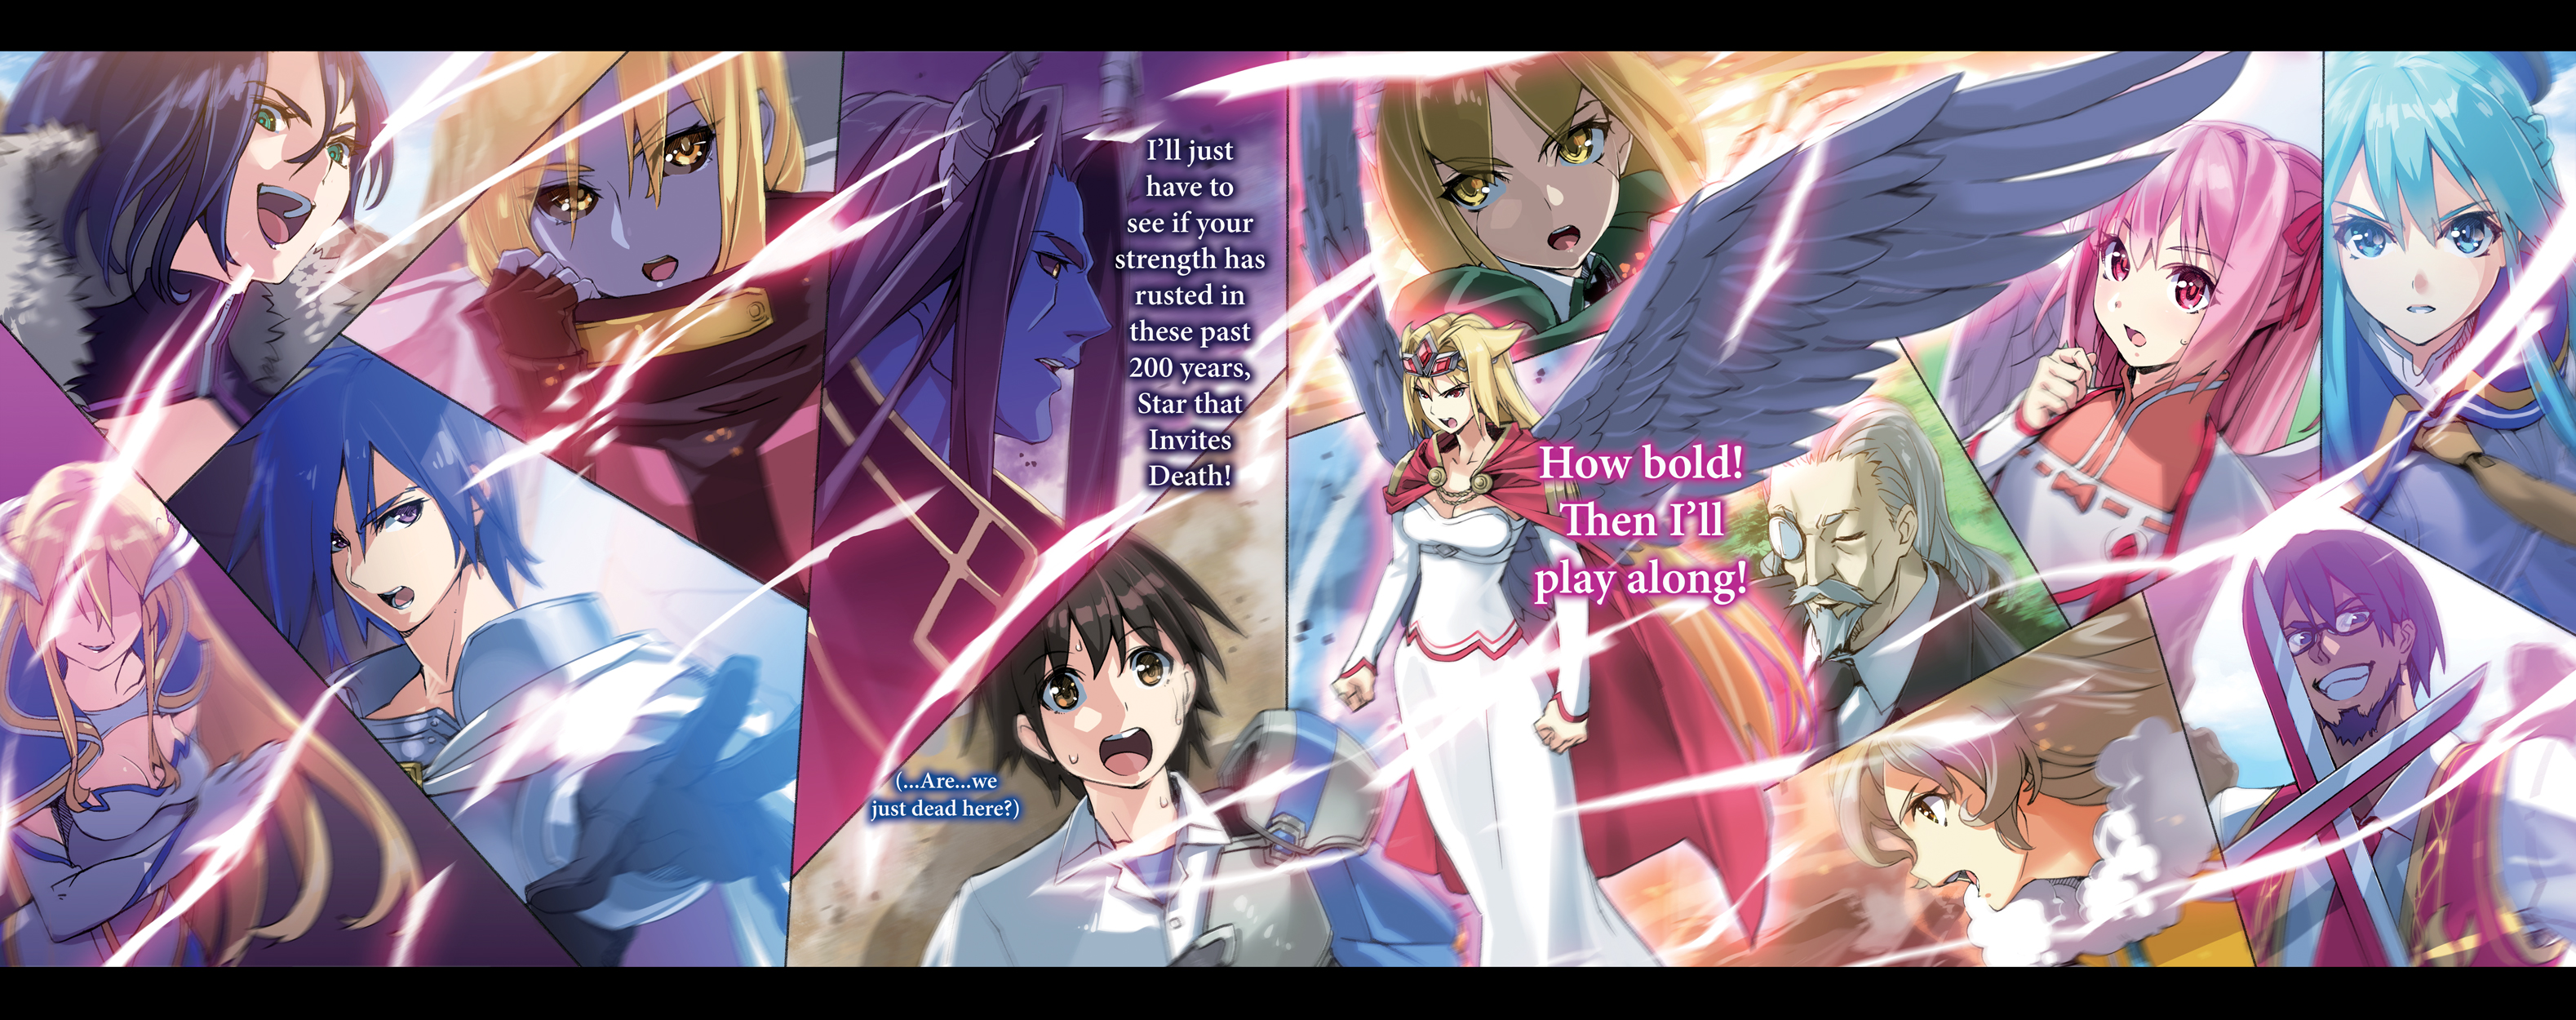 I'll just
have to
see if your
strength has
rusted in
these past
200 years,
Star that
Invites
Death!
How bold!
Then I'll
play along!
(...Are...we
just dead here?)